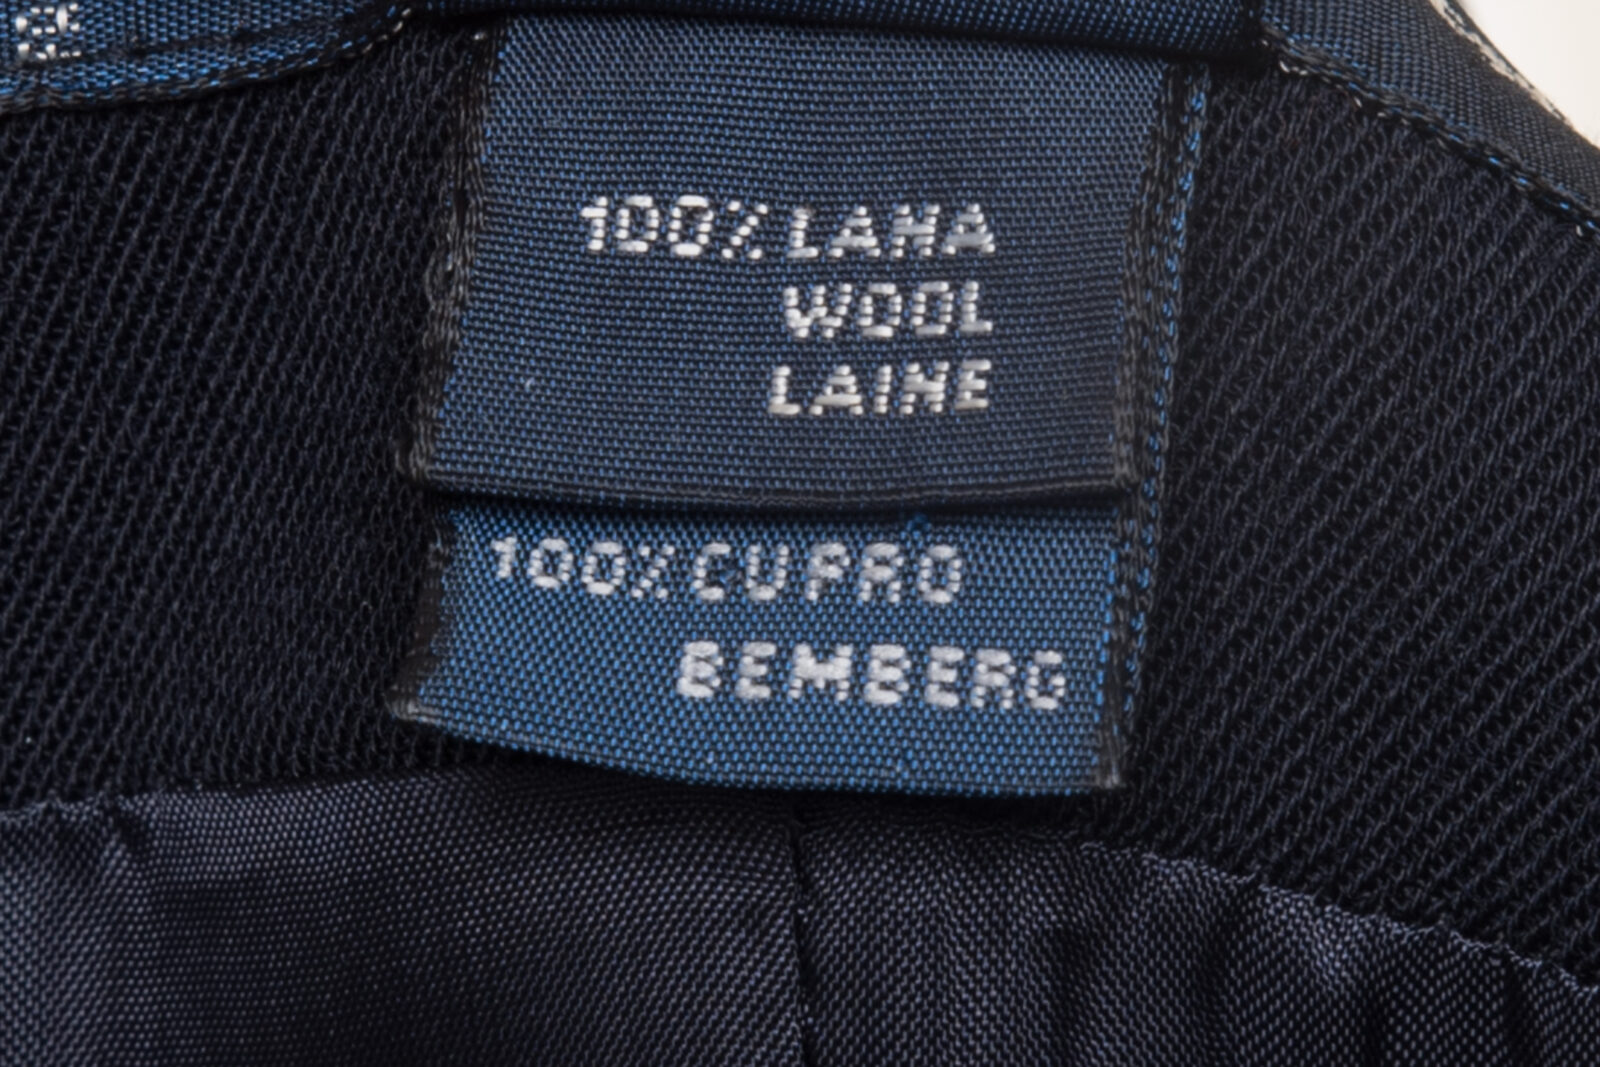 100% LANA
WOOL
LAINE
100% CUPRO
BEMBERG